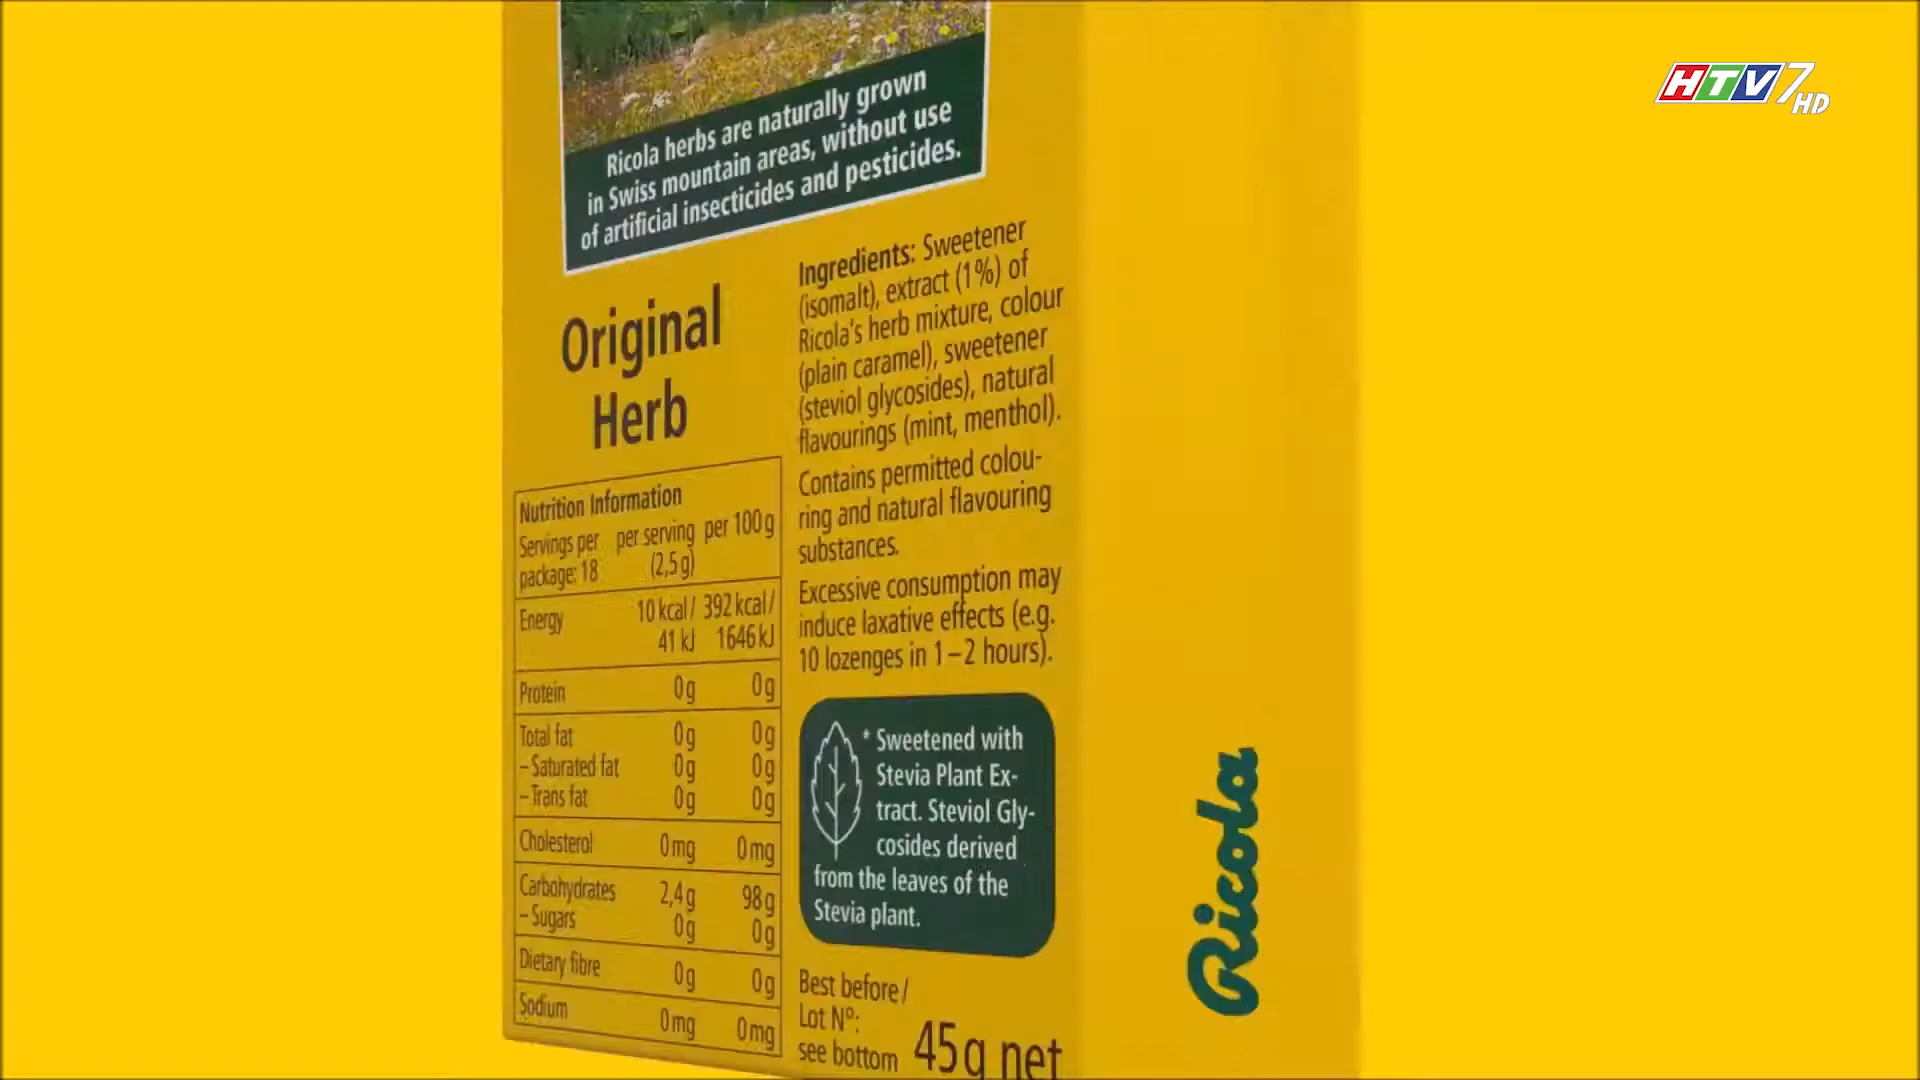 HTV7
HD
Ricola herbs are naturally grown
in Swiss mountain areas, without use
of artificial insecticides and pesticides.
Original
Herb
Nutrition Information
Servings per per serving per 100 g
package: 18 (2,5 g)
Energy 10 kcal/ 392 kcal/
41 kJ 1646 kJ
Protein 0 g 0 g
Total fat 0 g 0 g
– Saturated fat 0 g 0 g
– Trans fat 0 g 0 g
Cholesterol 0 mg 0 mg
Carbohydrates 2,4 g 98 g
– Sugars 0 g 0 g
Dietary fibre 0 g 0 g
Sodium 0 mg 0 mg
Ingredients: Sweetener
(isomalt), extract (1%) of
Ricola's herb mixture, colour
(plain caramel), sweetener
(steviol glycosides), natural
flavourings (mint, menthol).
Contains permitted colou-
ring and natural flavouring
substances.
Excessive consumption may
induce laxative effects (e.g.
10 lozenges in 1–2 hours).
* Sweetened with
Stevia Plant Ex-
tract. Steviol Gly-
cosides derived
from the leaves of the
Stevia plant.
Best before/
Lot Nº:
see bottom
45 g net
Ricola